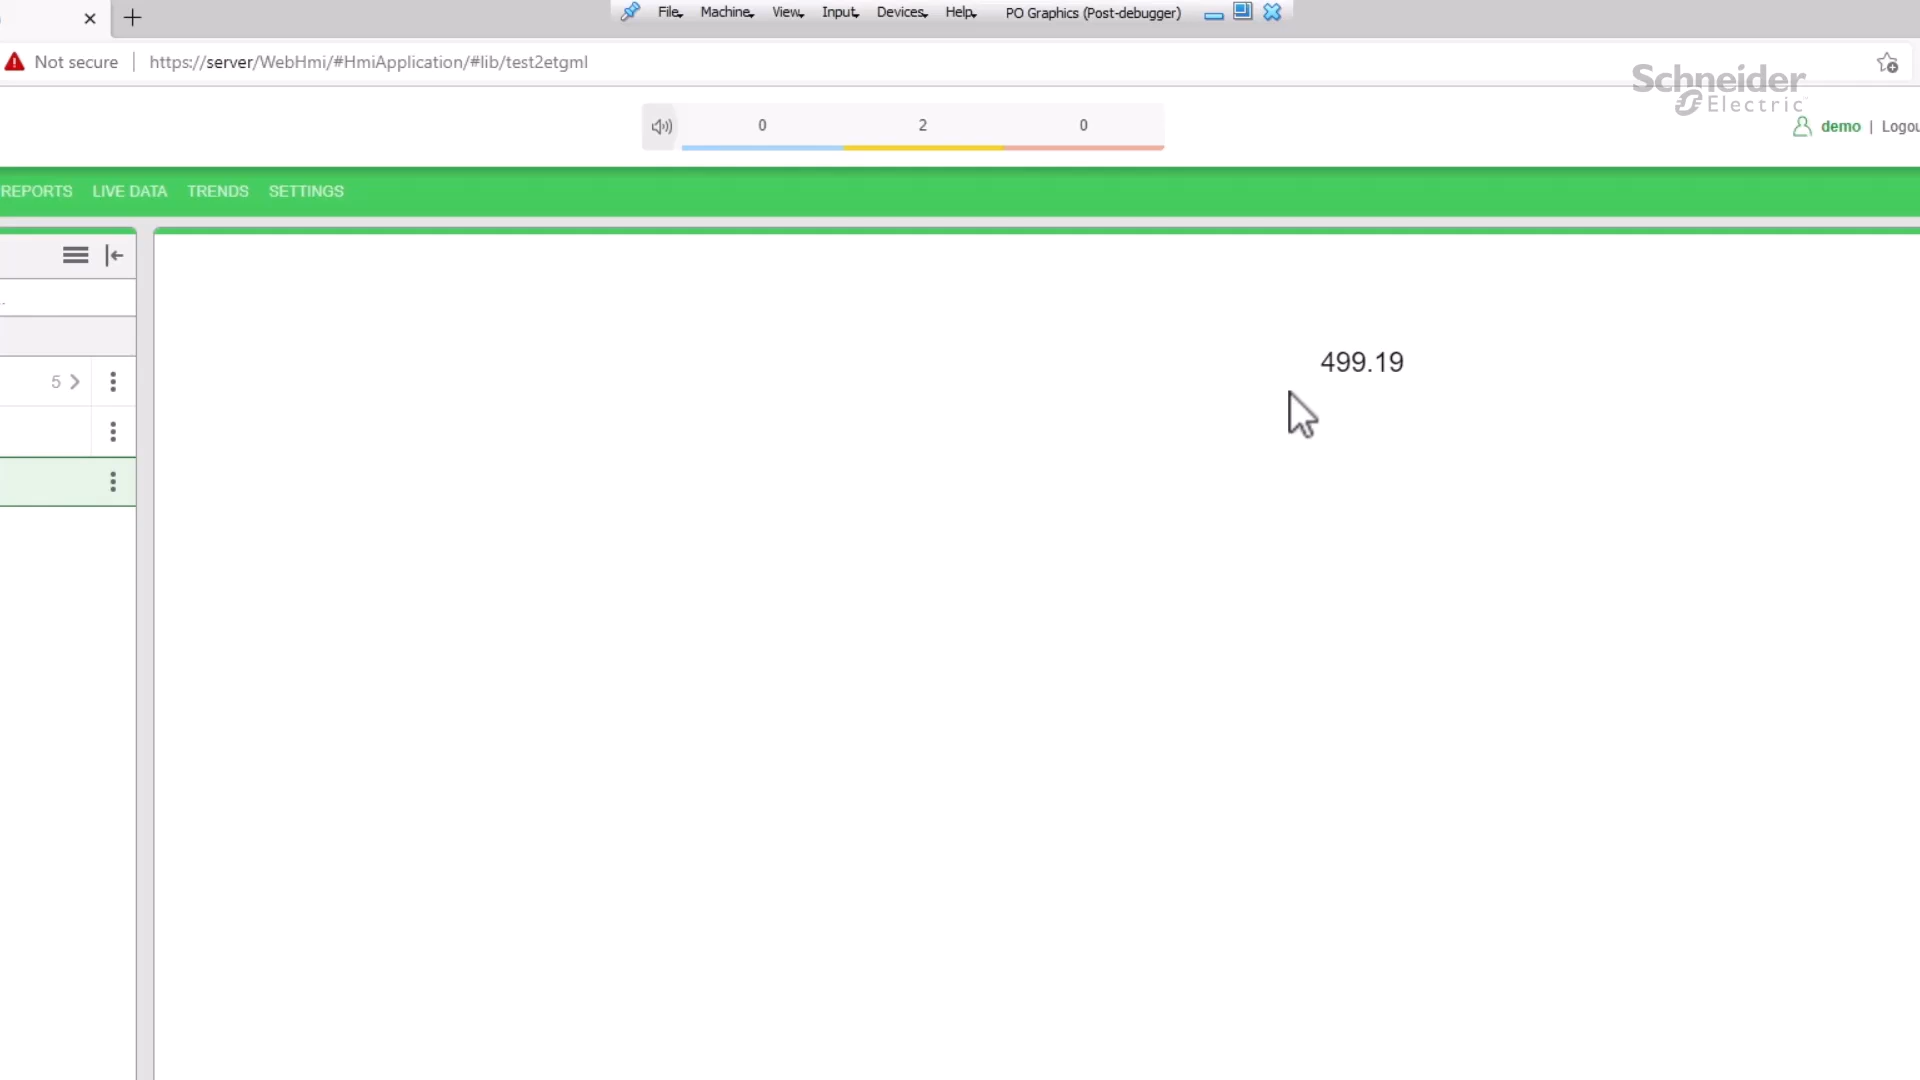 File Machine View Input Devices Help PO Graphics (Post-debugger)
Not secure https://server/WebHmi/#HmiApplication/#lib/test2etgml
Schneider
Electric
0 2 0
demo | Logou
REPORTS LIVE DATA TRENDS SETTINGS
499.19
5